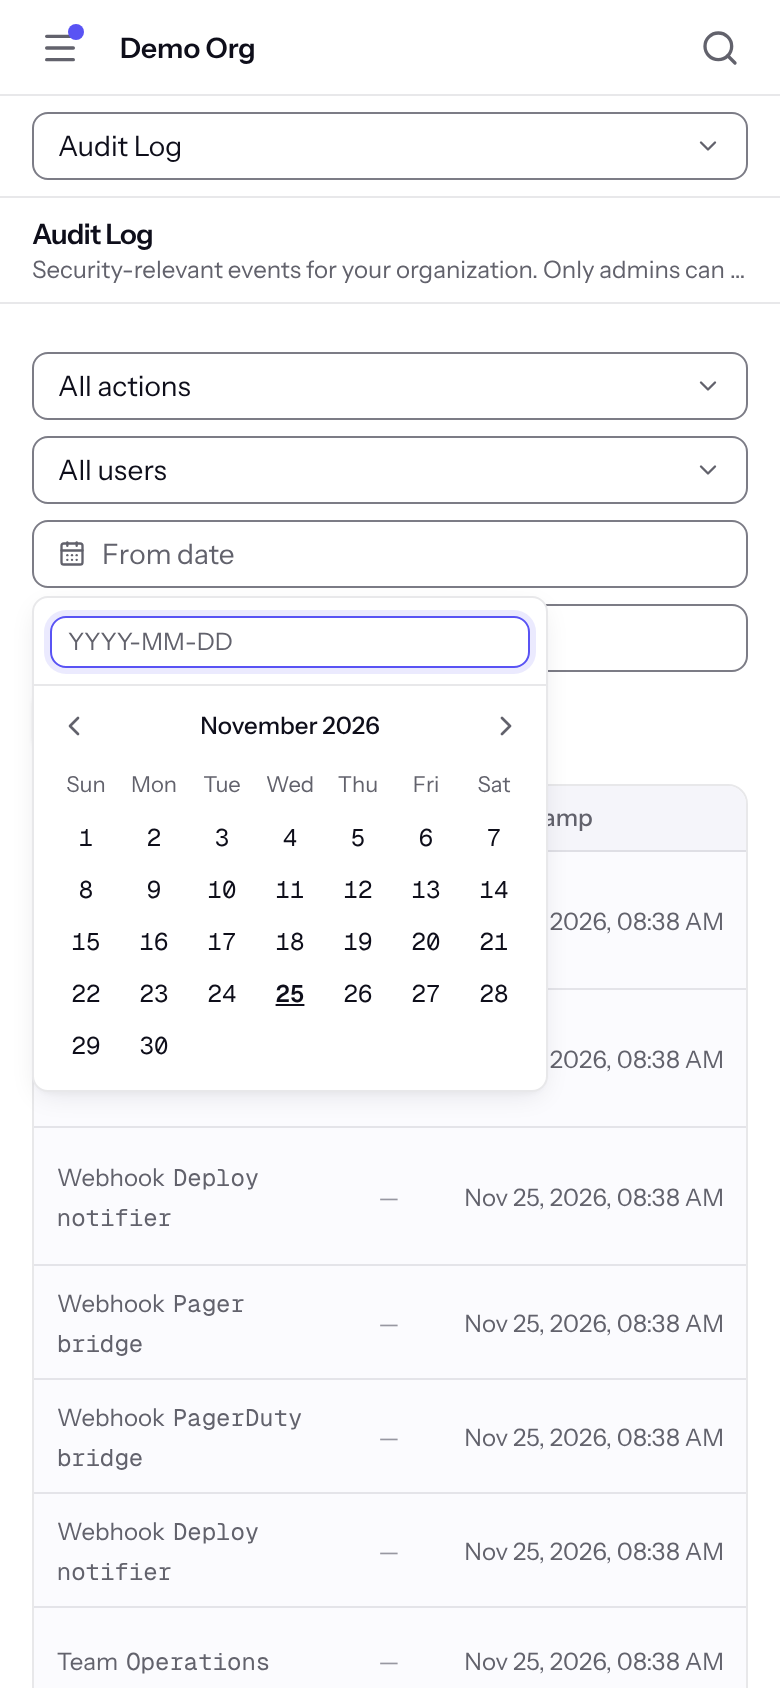 Demo Org
Audit Log
Audit Log
Security-relevant events for your organization. Only admins can ...
All actions
All users
From date
YYYY-MM-DD
November 2026
Sun Mon Tue Wed Thu Fri Sat
1 2 3 4 5 6 7
8 9 10 11 12 13 14
15 16 17 18 19 20 21
22 23 24 25 26 27 28
29 30
amp
2026, 08:38 AM
2026, 08:38 AM
Webhook Deploy
notifier
— Nov 25, 2026, 08:38 AM
Webhook Pager
bridge
— Nov 25, 2026, 08:38 AM
Webhook PagerDuty
bridge
— Nov 25, 2026, 08:38 AM
Webhook Deploy
notifier
— Nov 25, 2026, 08:38 AM
Team Operations — Nov 25, 2026, 08:38 AM